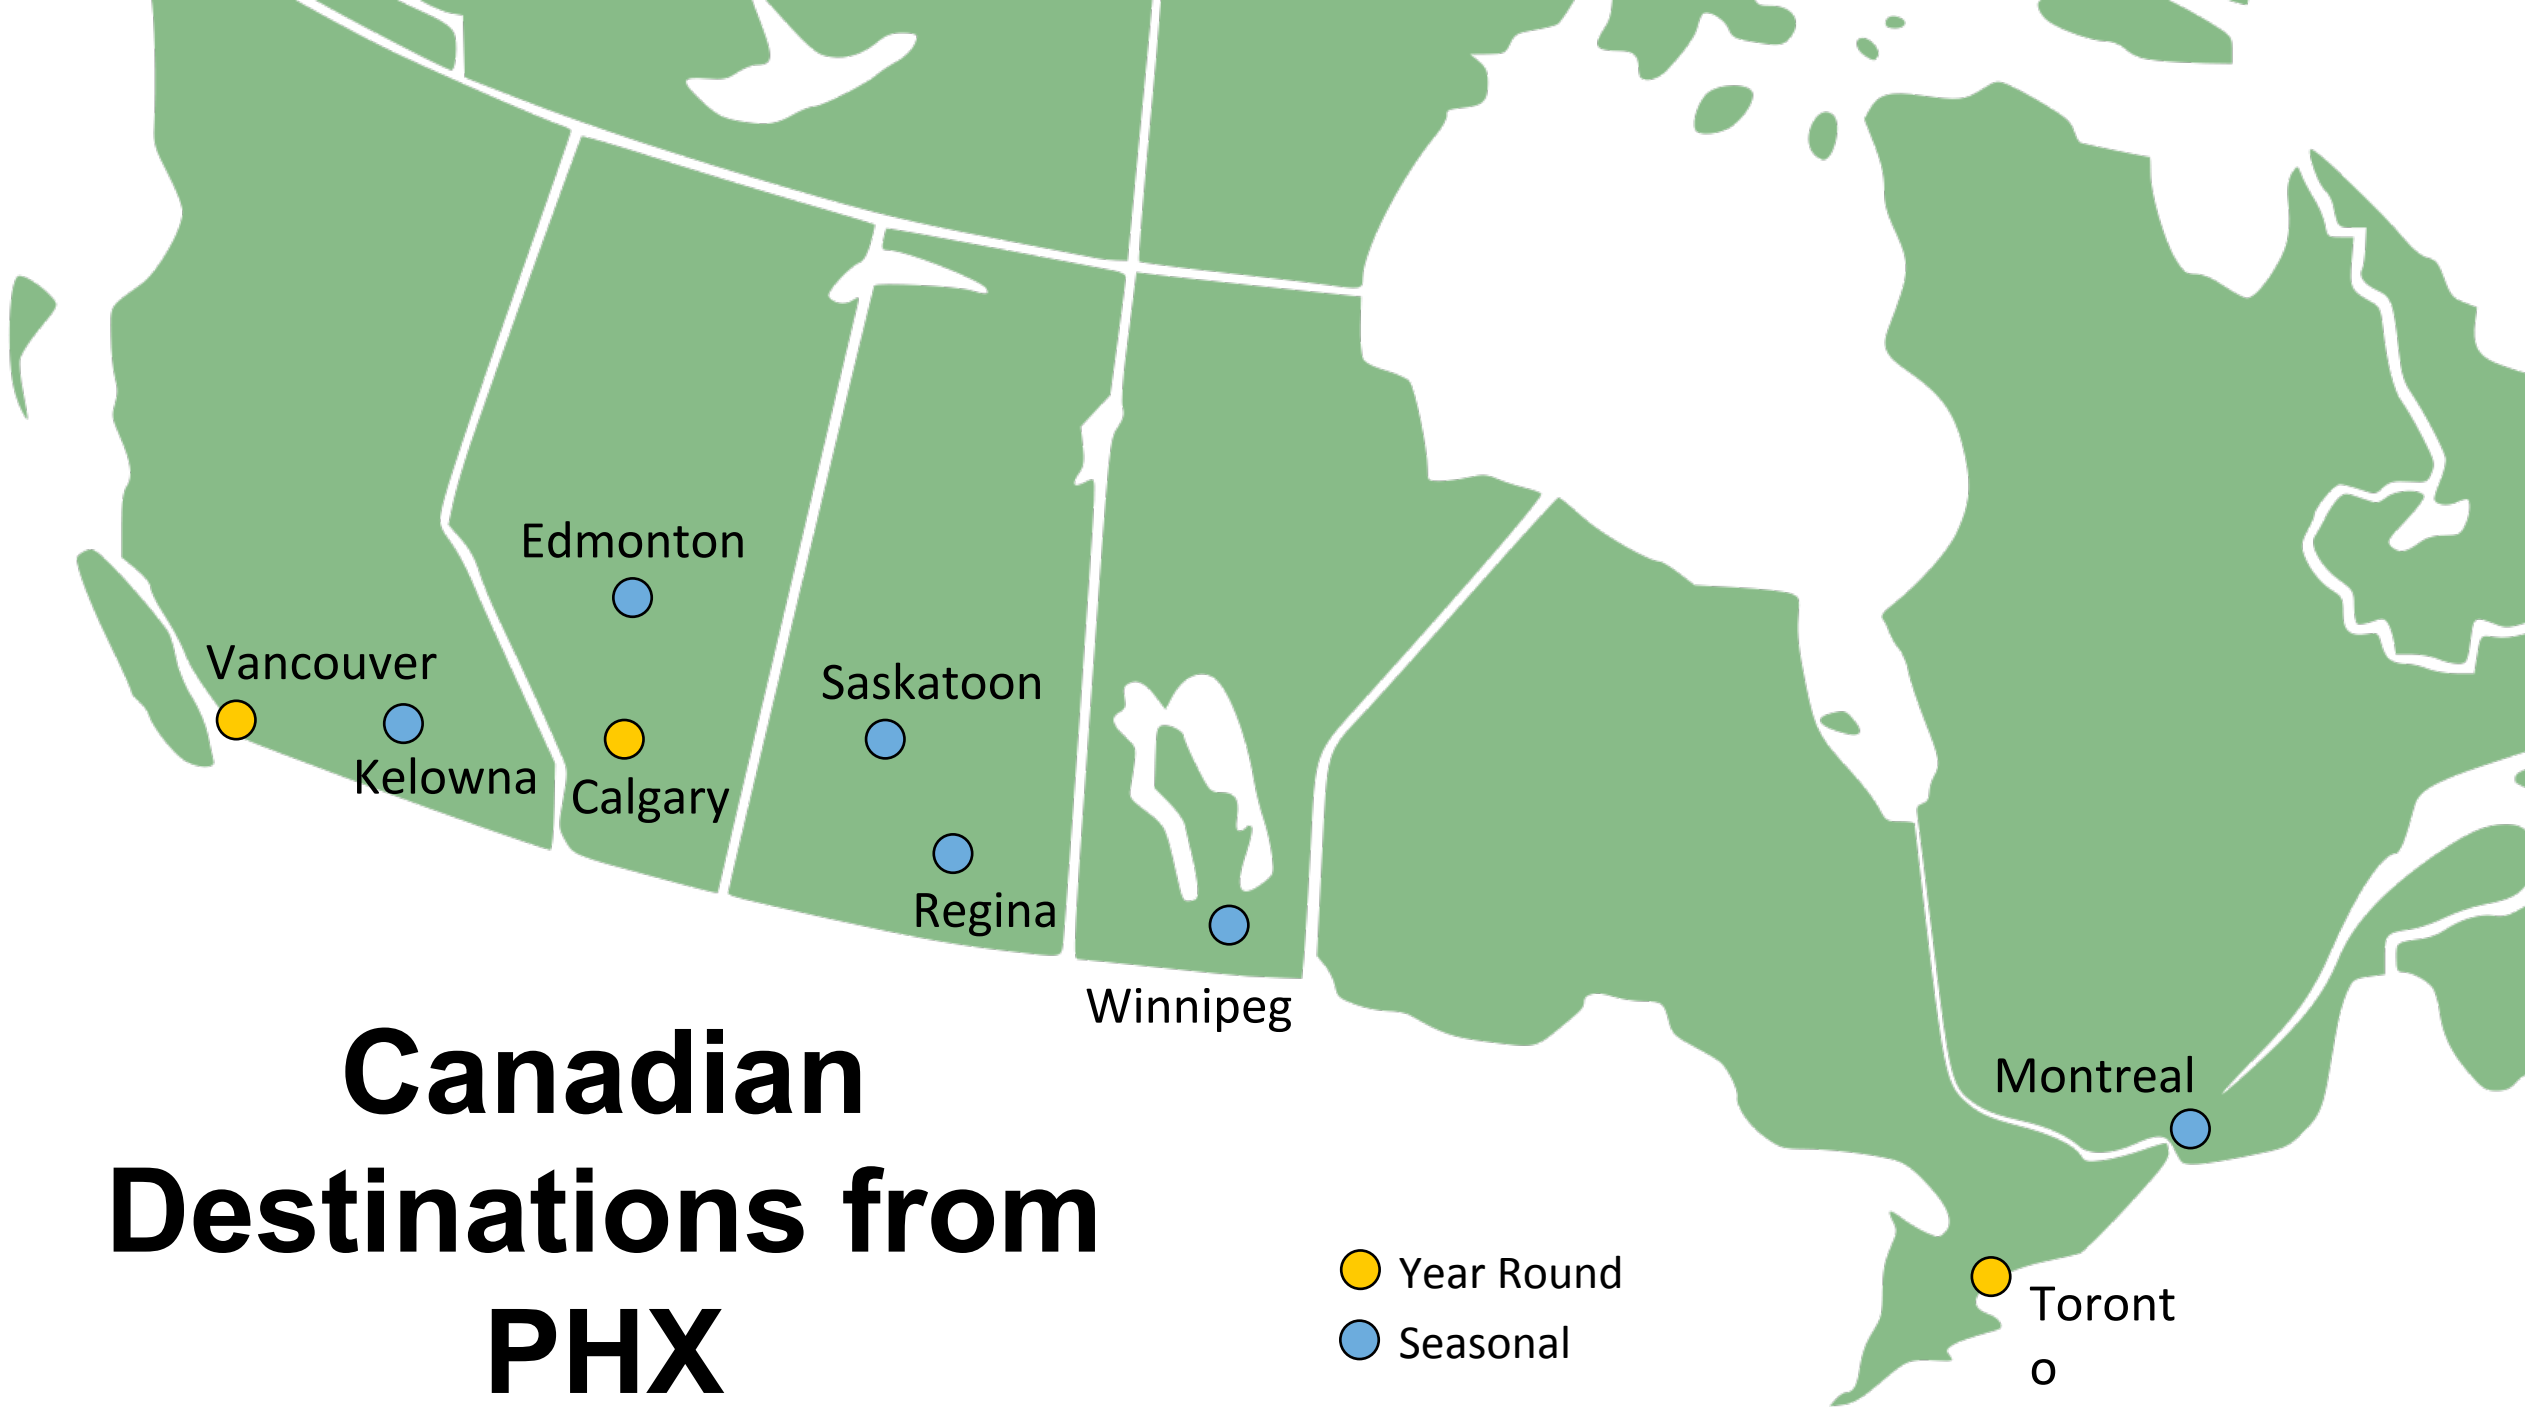 Edmonton
Vancouver
Saskatoon
Kelowna
Calgary
Regina
Winnipeg
Canadian
Destinations from
PHX
Montreal
Year Round
Seasonal
Toront
o